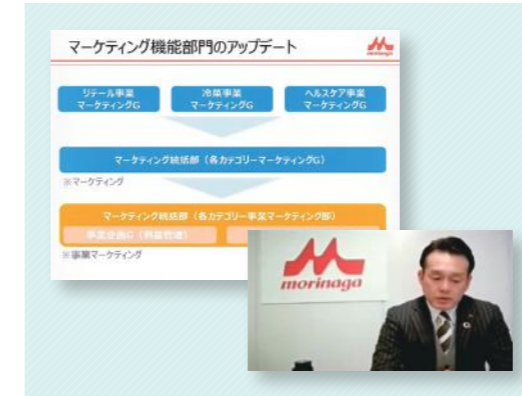 マーケティング機能部門のアップデート
morinaga
リテール事業
マーケティングG
冷菓事業
マーケティングG
ヘルスケア事業
マーケティングG
マーケティング統括部（各カテゴリーマーケティングG）
※マーケティング
マーケティング統括部（各カテゴリー事業マーケティング部）
事業企画G（利益管理）
※事業マーケティング
morinaga